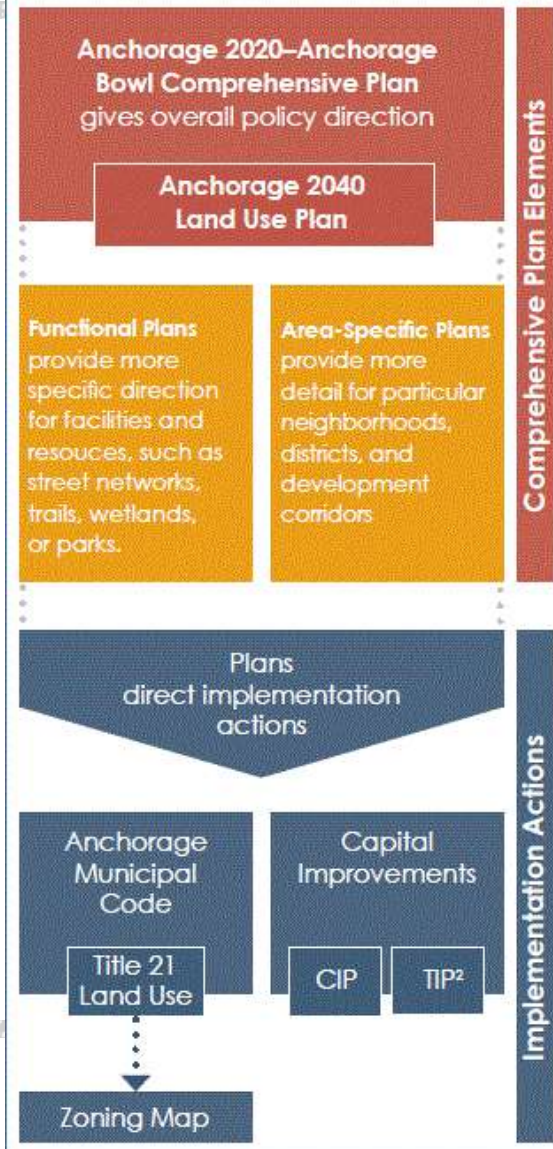 Anchorage 2020–Anchorage
Bowl Comprehensive Plan
gives overall policy direction
Anchorage 2040
Land Use Plan
Comprehensive Plan Elements
Functional Plans
provide more
specific direction
for facilities and
resouces, such as
street networks,
trails, wetlands,
or parks.
Area-Specific Plans
provide more
detail for particular
neighborhoods,
districts, and
development
corridors
Plans
direct implementation
actions
Implementation Actions
Anchorage
Municipal
Code
Title 21
Land Use
Capital
Improvements
CIP
TIP²
Zoning Map